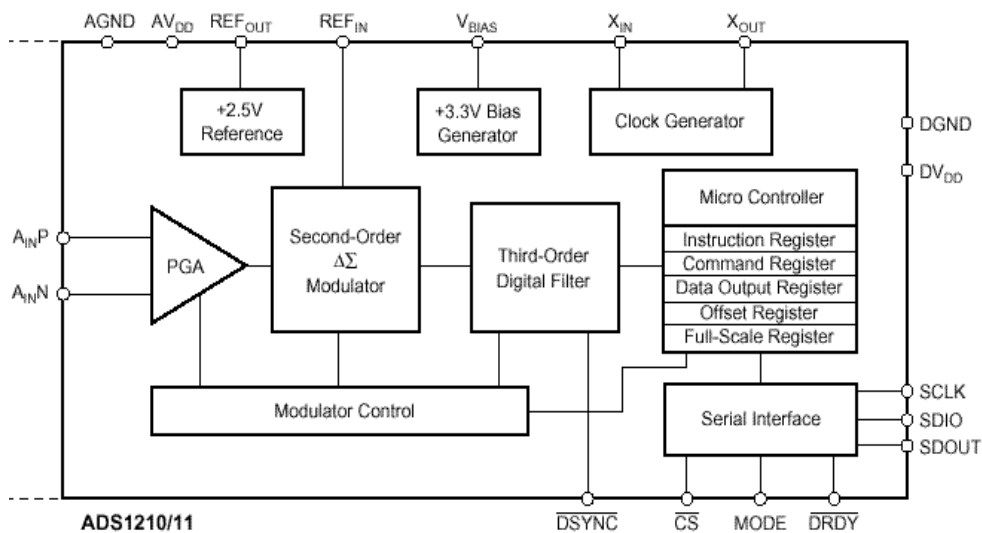 AGND AVDD REFOUT REFIN VBIAS XIN XOUT
+2.5V
Reference
+3.3V Bias
Generator
Clock Generator
DGND
DVDD
Micro Controller
Instruction Register
Command Register
Data Output Register
Offset Register
Full-Scale Register
AINP
AINN
PGA
Second-Order
ΔΣ
Modulator
Third-Order
Digital Filter
Modulator Control
Serial Interface
SCLK
SDIO
SDOUT
ADS1210/11
DSYNC CS MODE DRDY